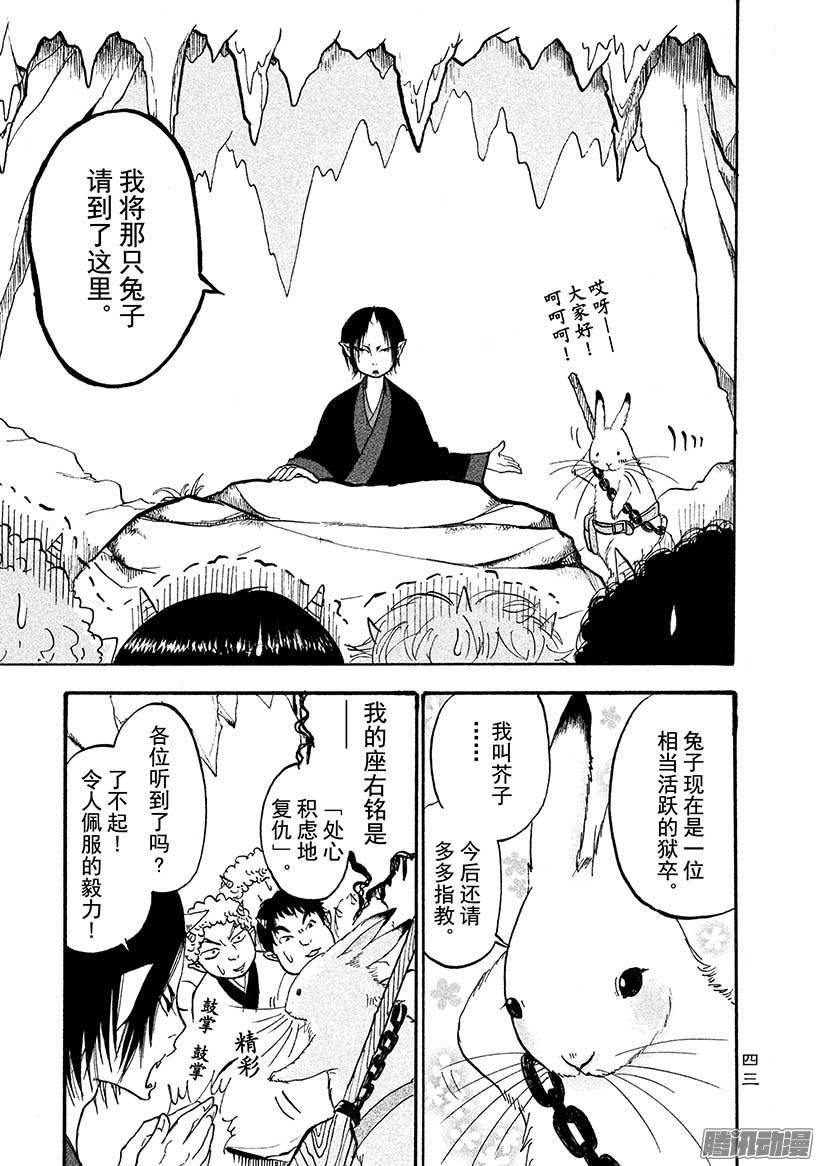 哎呀——
大家好！
呵呵呵！
我将那只兔子
请到了这里。
兔子现在是一位
相当活跃的狱卒。
我叫芥子
……
今后还请
多多指教。
——我的座右铭是
「处心
积虑地
复仇」。
各位听到了吗？
了不起！
令人佩服的毅力！
精彩
鼓掌
鼓掌
四三
腾讯动漫